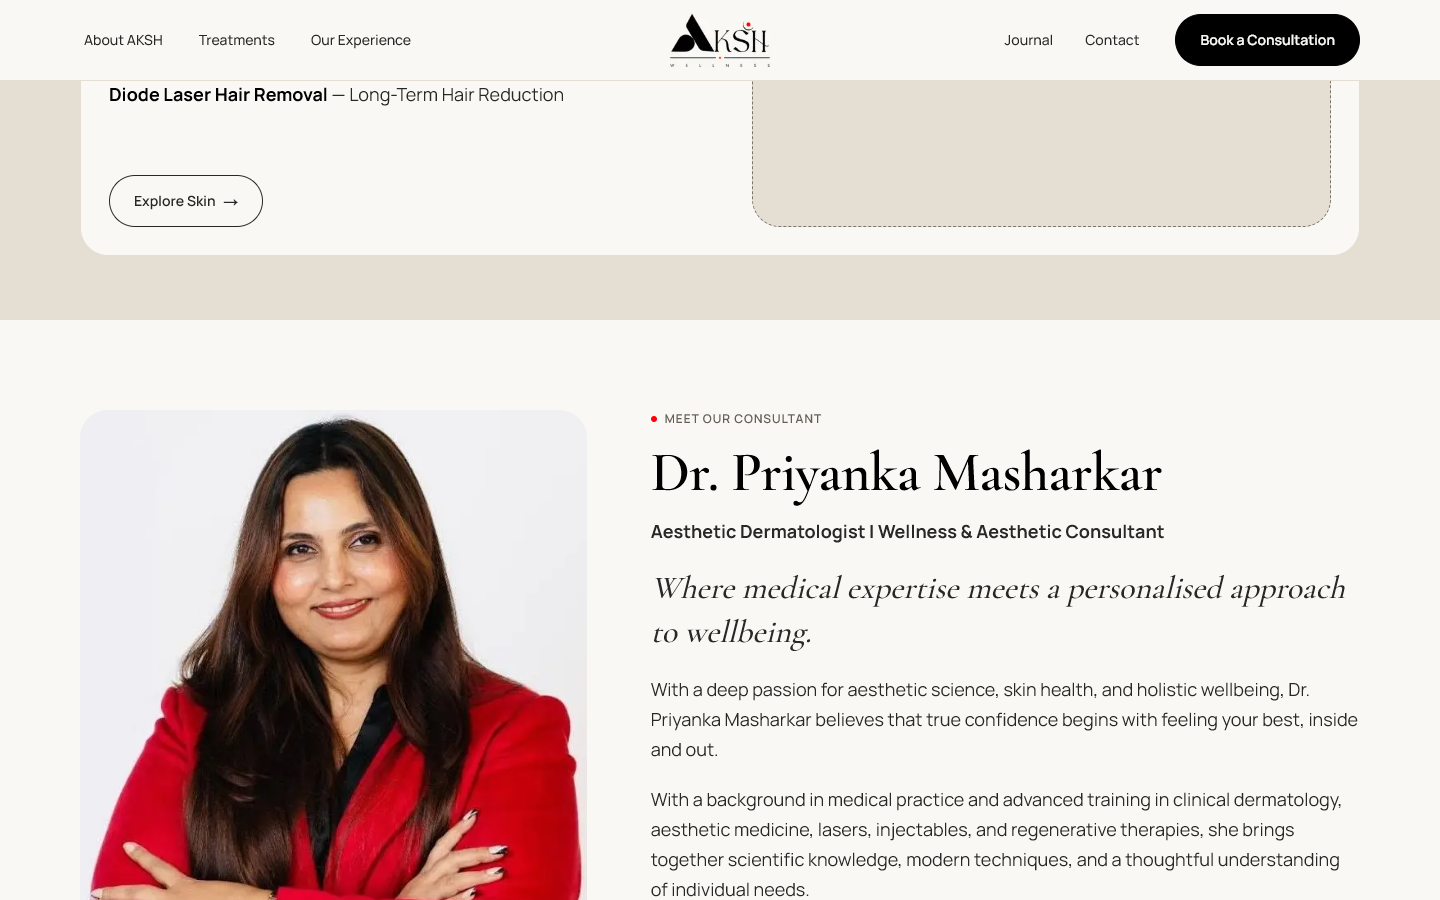 About AKSH
Treatments
Our Experience
AKSH
WELLNESS
Journal
Contact
Book a Consultation
Diode Laser Hair Removal — Long-Term Hair Reduction
Explore Skin →
MEET OUR CONSULTANT
Dr. Priyanka Masharkar
Aesthetic Dermatologist | Wellness & Aesthetic Consultant
Where medical expertise meets a personalised approach
to wellbeing.
With a deep passion for aesthetic science, skin health, and holistic wellbeing, Dr.
Priyanka Masharkar believes that true confidence begins with feeling your best, inside
and out.
With a background in medical practice and advanced training in clinical dermatology,
aesthetic medicine, lasers, injectables, and regenerative therapies, she brings
together scientific knowledge, modern techniques, and a thoughtful understanding
of individual needs.